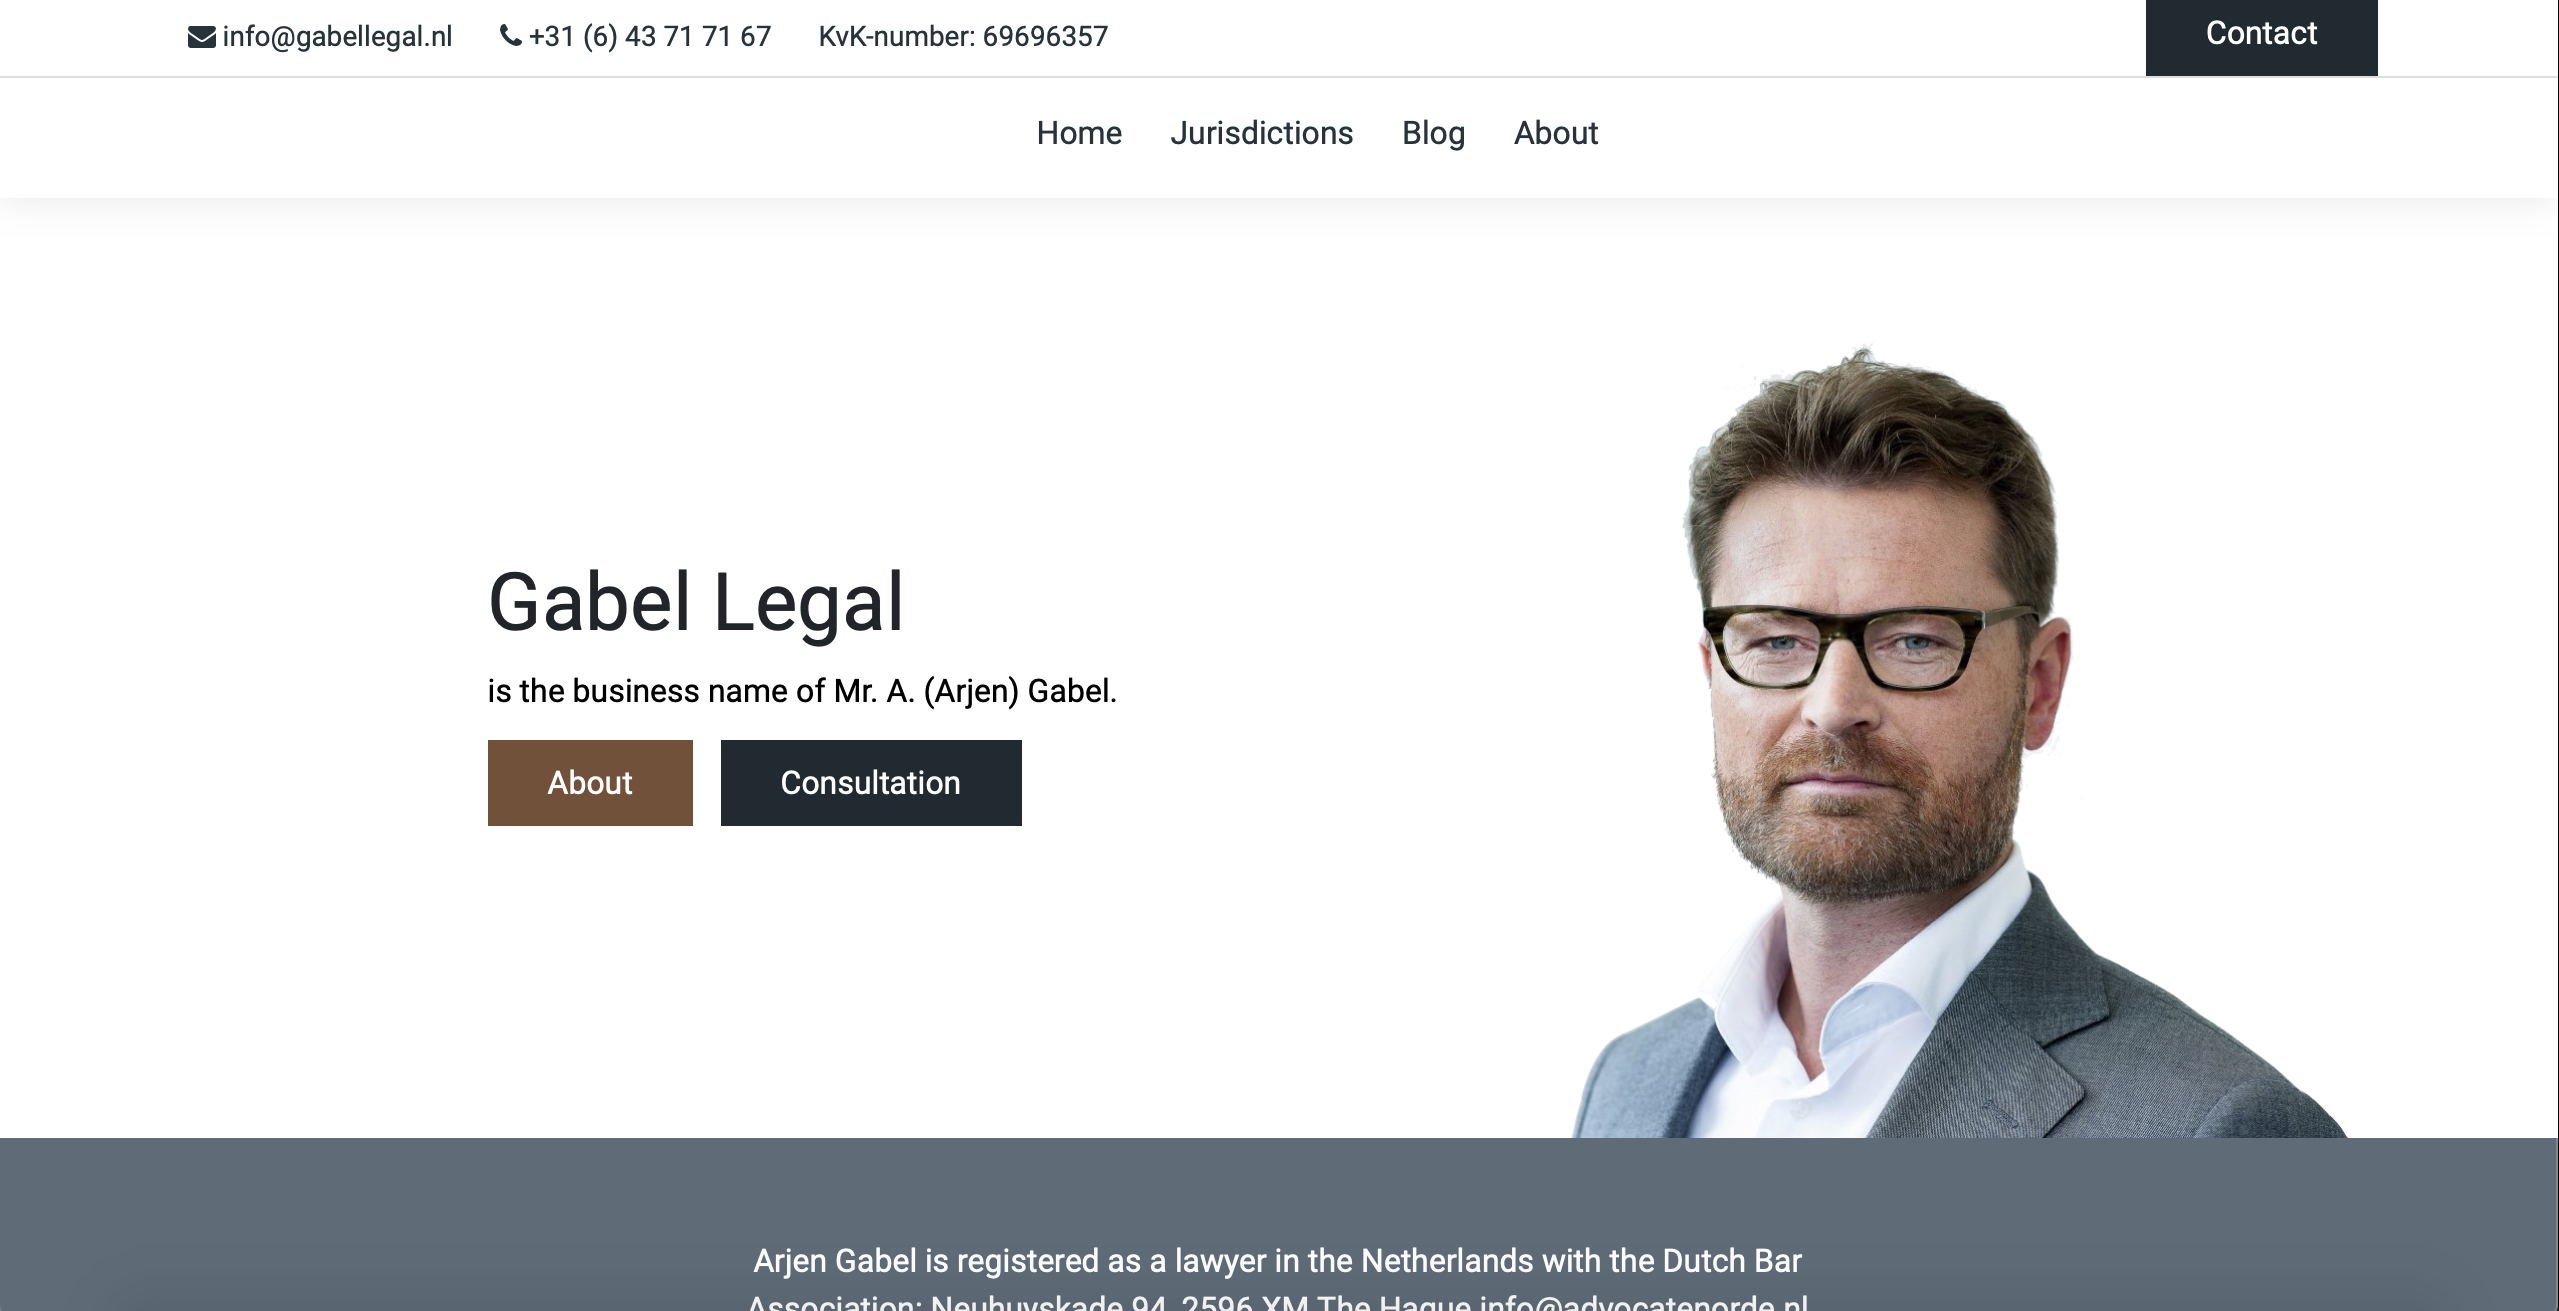 info@gabellegal.nl +31 (6) 43 71 71 67 KvK-number: 69696357 Contact
Home Jurisdictions Blog About
Gabel Legal
is the business name of Mr. A. (Arjen) Gabel.
About Consultation
Arjen Gabel is registered as a lawyer in the Netherlands with the Dutch Bar
Association: Neuhuyskade 94, 2596 XM The Hague info@advocatenorde.nl